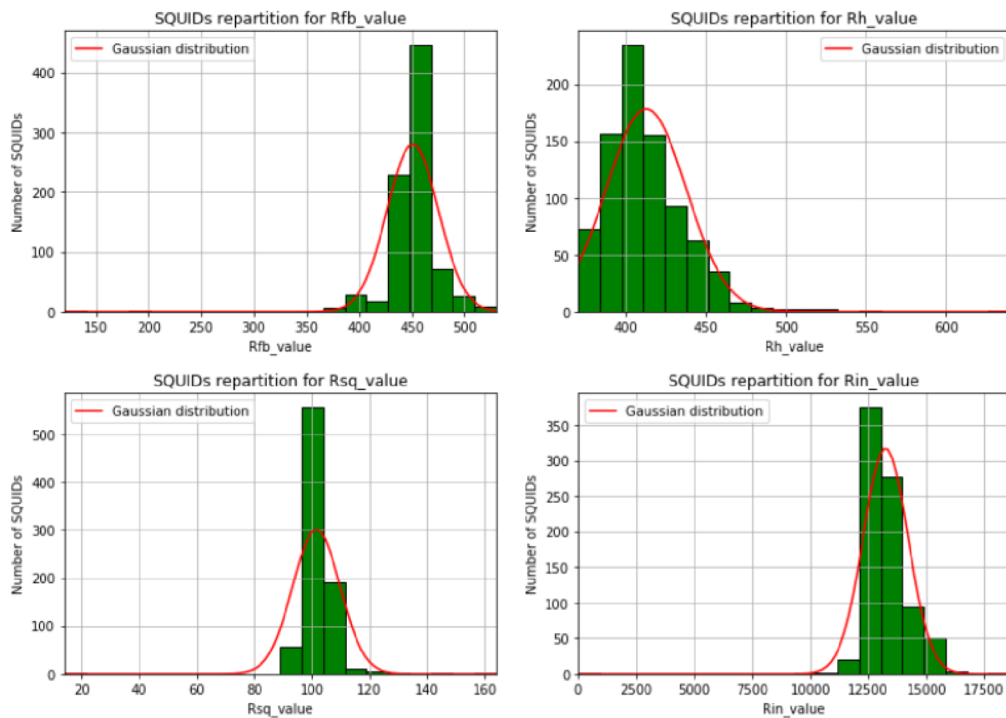 SQUIDs repartition for Rfb_value
Gaussian distribution
400
300
200
100
0
Number of SQUIDs
150 200 250 300 350 400 450 500
Rfb_value
SQUIDs repartition for Rh_value
Gaussian distribution
200
150
100
50
0
Number of SQUIDs
400 450 500 550 600
Rh_value
SQUIDs repartition for Rsq_value
Gaussian distribution
500
400
300
200
100
0
Number of SQUIDs
20 40 60 80 100 120 140 160
Rsq_value
SQUIDs repartition for Rin_value
Gaussian distribution
350
300
250
200
150
100
50
0
Number of SQUIDs
0 2500 5000 7500 10000 12500 15000 17500
Rin_value